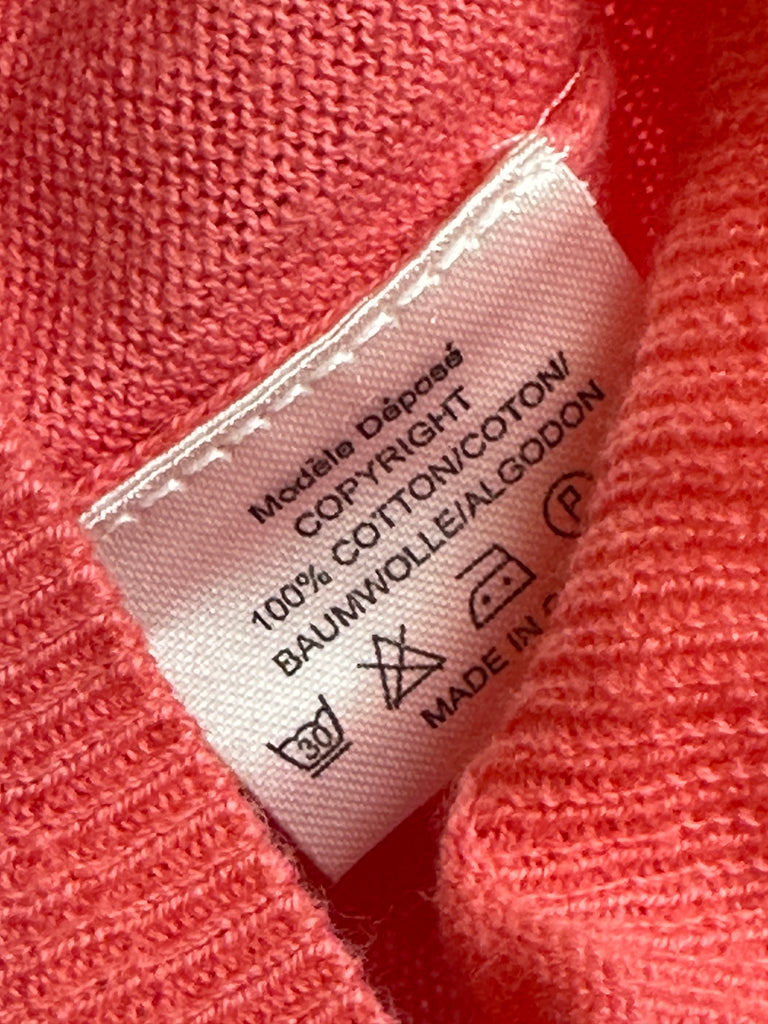 Modèle Déposé
COPYRIGHT
100% COTTON/COTON/
BAUMWOLLE/ALGODON
30
P
MADE IN